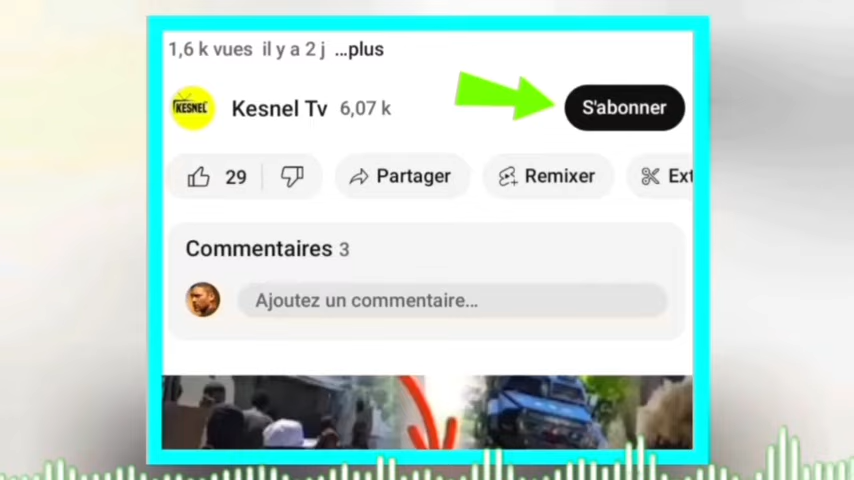 1,6 k vues il y a 2 j ...plus
KESNEL
Kesnel Tv 6,07 k
S'abonner
29
Partager
Remixer
Ext
Commentaires 3
Ajoutez un commentaire...